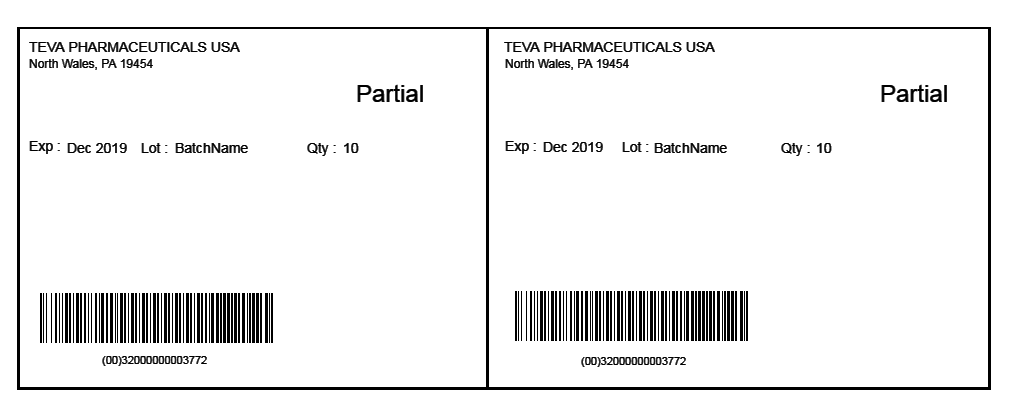 TEVA PHARMACEUTICALS USA
North Wales, PA 19454
Partial
Exp : Dec 2019 Lot : BatchName Qty : 10
(00)32000000003772
TEVA PHARMACEUTICALS USA
North Wales, PA 19454
Partial
Exp : Dec 2019 Lot : BatchName Qty : 10
(00)32000000003772